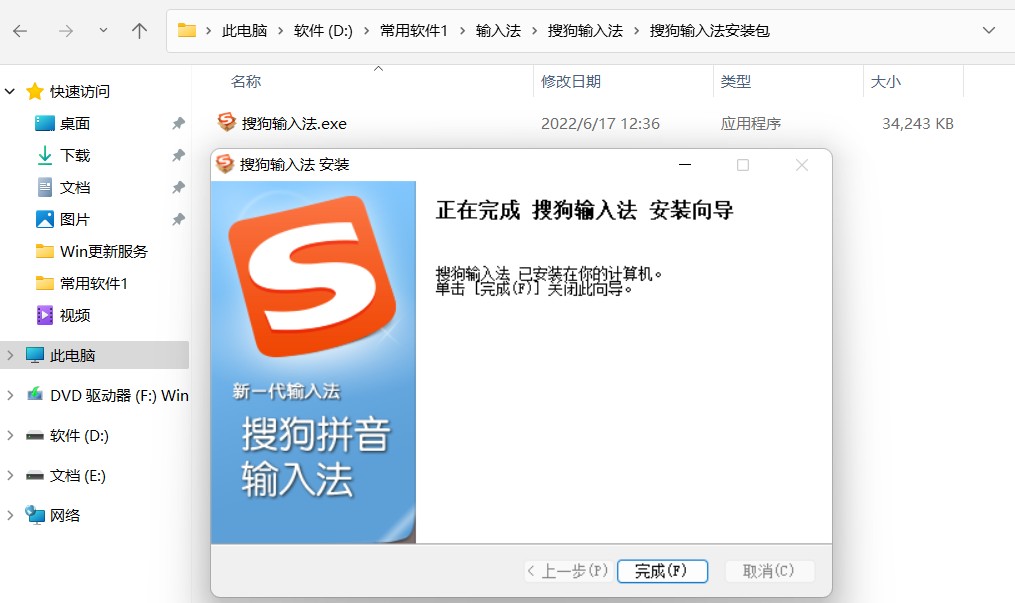 此电脑 > 软件 (D:) > 常用软件1 > 输入法 > 搜狗输入法 > 搜狗输入法安装包
名称 修改日期 类型 大小
搜狗输入法.exe 2022/6/17 12:36 应用程序 34,243 KB
快速访问
桌面
下载
文档
图片
Win更新服务
常用软件1
视频
此电脑
DVD 驱动器 (F:) Win
软件 (D:)
文档 (E:)
网络
搜狗输入法 安装
S
新一代输入法
搜狗拼音
输入法
正在完成 搜狗输入法 安装向导
搜狗输入法 已安装在你的计算机。
单击 [完成(F)] 关闭此向导。
< 上一步(P) 完成(F) 取消(C)